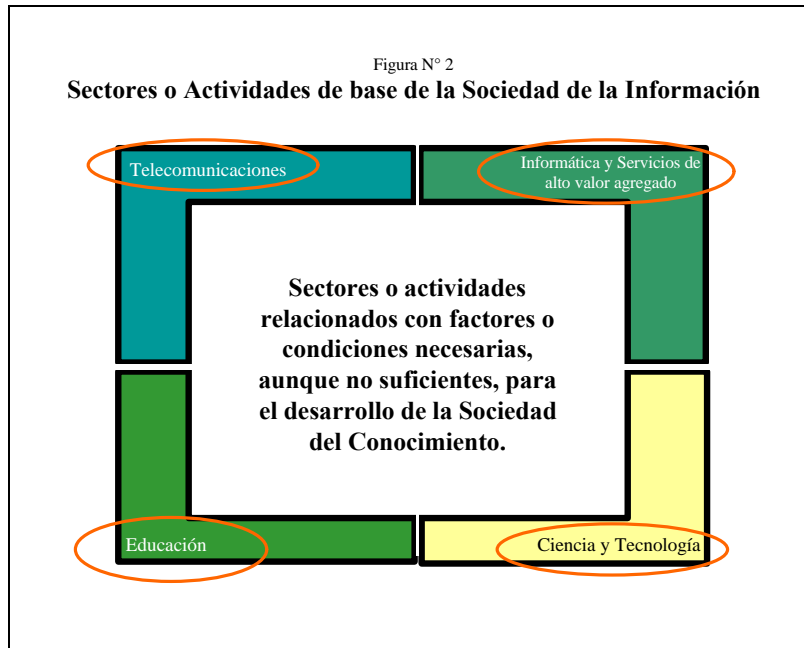 Figura N° 2
Sectores o Actividades de base de la Sociedad de la Información
Telecomunicaciones
Informática y Servicios de
alto valor agregado
Sectores o actividades
relacionados con factores o
condiciones necesarias,
aunque no suficientes, para
el desarrollo de la Sociedad
del Conocimiento.
Educación
Ciencia y Tecnología